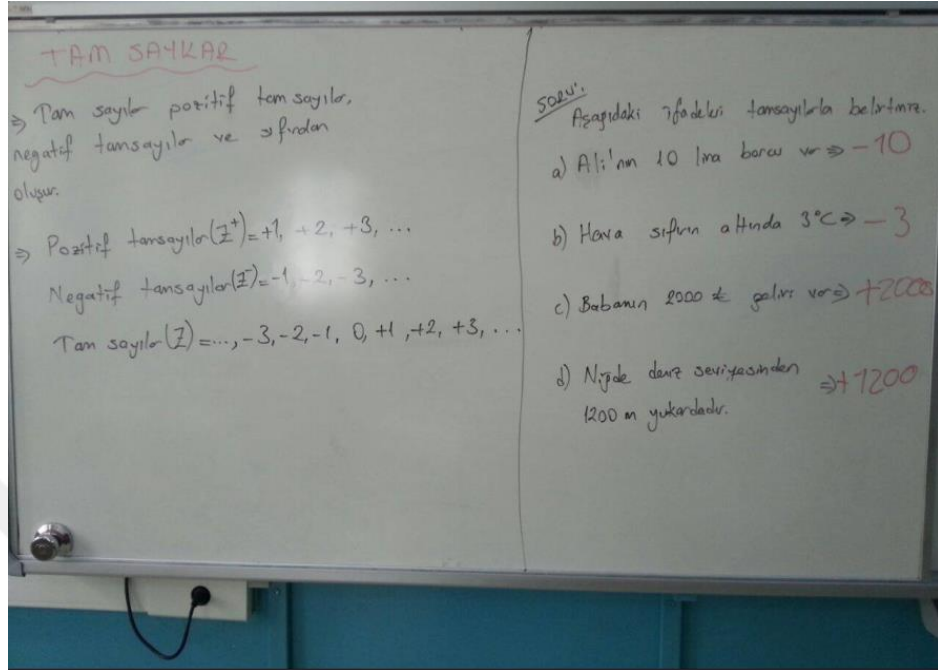 TAM SAYILAR
⇒ Tam sayılar pozitif tam sayılar,
negatif tamsayılar ve sıfırdan
oluşur.
⇒ Pozitif tamsayılar(Z⁺)=+1, +2, +3, ...
Negatif tamsayılar(Z⁻)=-1, -2, -3, ...
Tam sayılar(Z)=..., -3, -2, -1, 0, +1, +2, +3, ...
Soru:
Aşağıdaki ifadeleri tamsayılarla belirtiniz.
a) Ali'nin 10 lira borcu var ⇒ -10
b) Hava sıfırın altında 3°C ⇒ -3
c) Babanın 2000 ₺ geliri var ⇒ +2000
d) Niğde deniz seviyesinden
1200 m yukardadır. ⇒ +1200